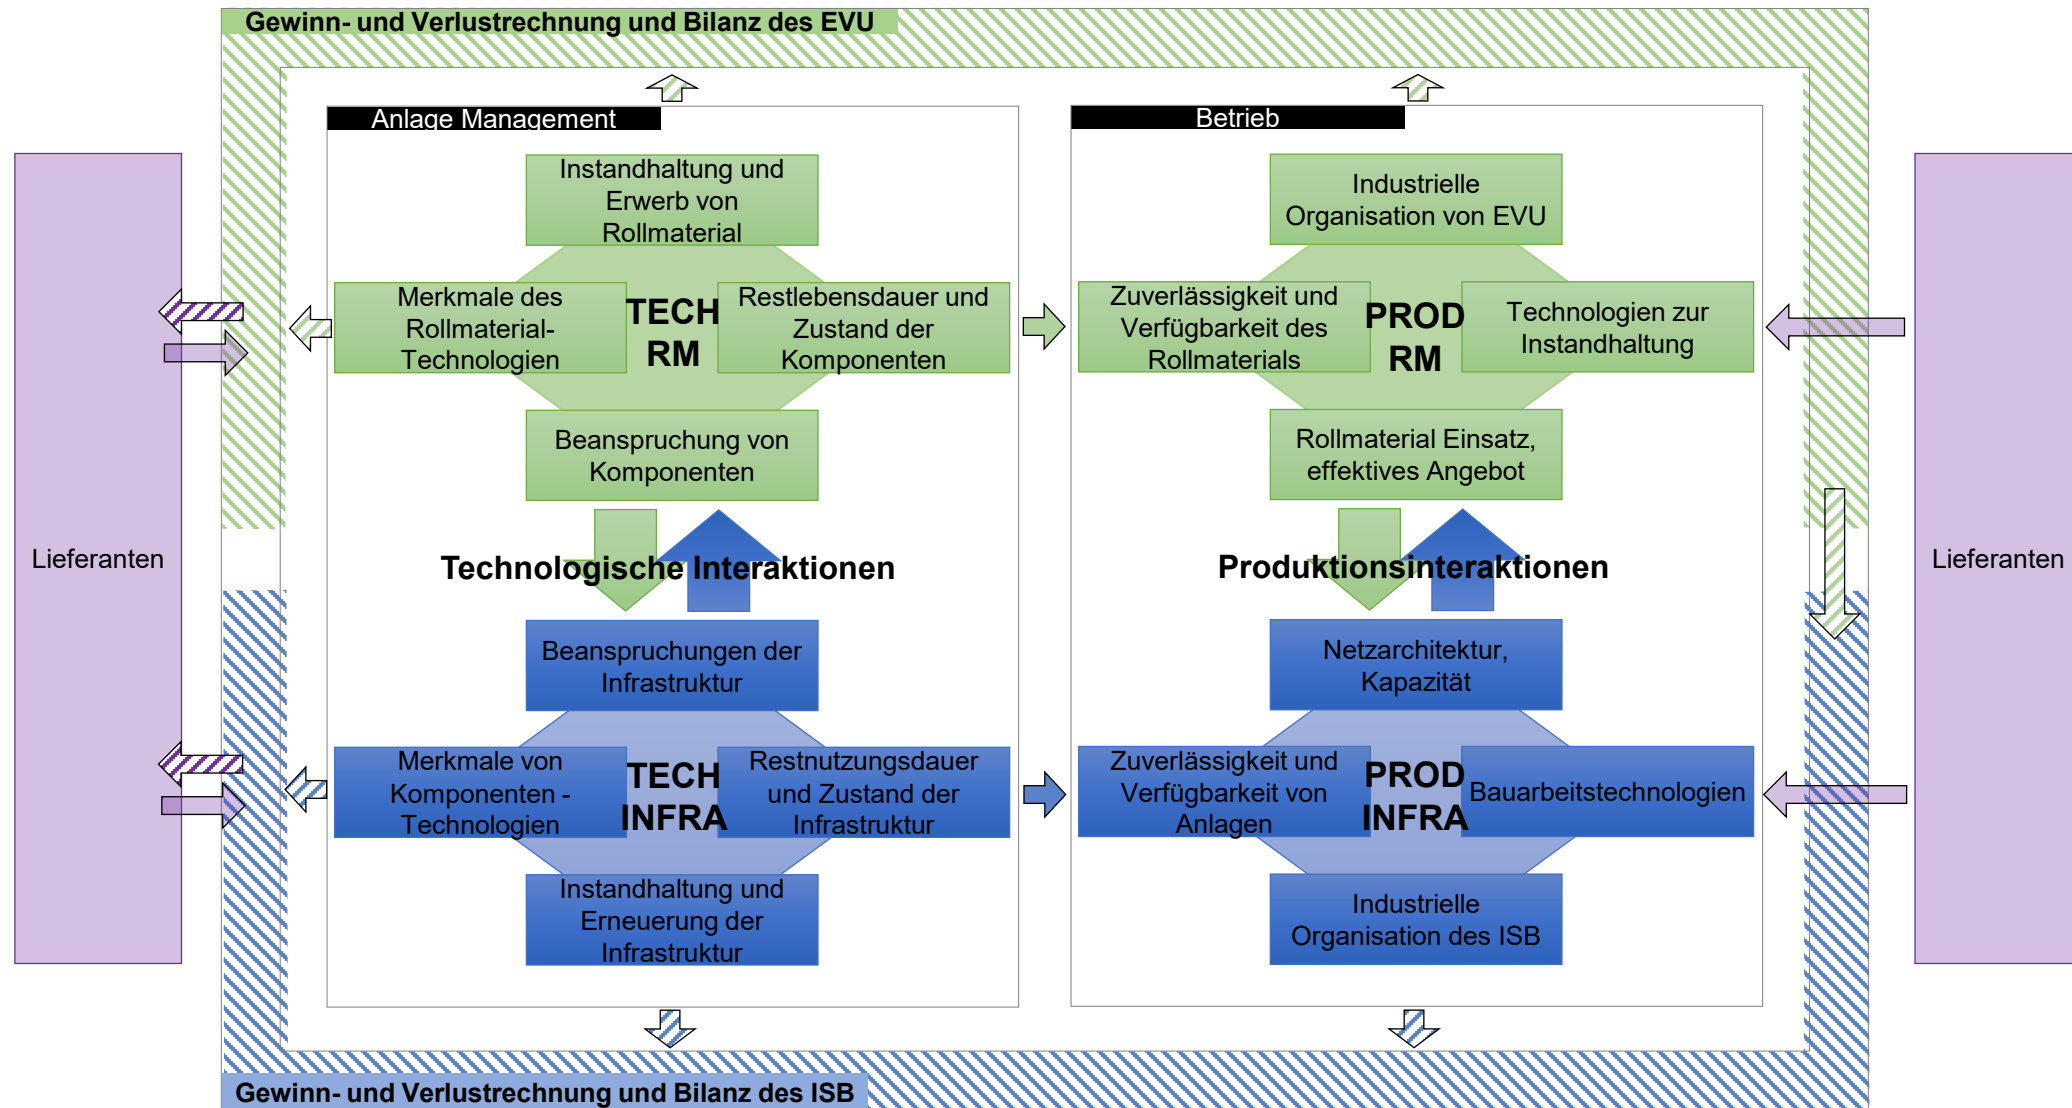 Gewinn- und Verlustrechnung und Bilanz des EVU
Anlage Management
Betrieb
Instandhaltung und
Erwerb von
Rollmaterial
Merkmale des
Rollmaterial-
Technologien
TECH
RM
Restlebensdauer und
Zustand der
Komponenten
Beanspruchung von
Komponenten
Industrielle
Organisation von EVU
Zuverlässigkeit und
Verfügbarkeit des
Rollmaterials
PROD
RM
Technologien zur
Instandhaltung
Rollmaterial Einsatz,
effektives Angebot
Lieferanten
Technologische Interaktionen
Produktionsinteraktionen
Lieferanten
Beanspruchungen der
Infrastruktur
Merkmale von
Komponenten -
Technologien
TECH
INFRA
Restnutzungsdauer
und Zustand der
Infrastruktur
Instandhaltung und
Erneuerung der
Infrastruktur
Netzarchitektur,
Kapazität
Zuverlässigkeit und
Verfügbarkeit von
Anlagen
PROD
INFRA
Bauarbeitstechnologien
Industrielle
Organisation des ISB
Gewinn- und Verlustrechnung und Bilanz des ISB